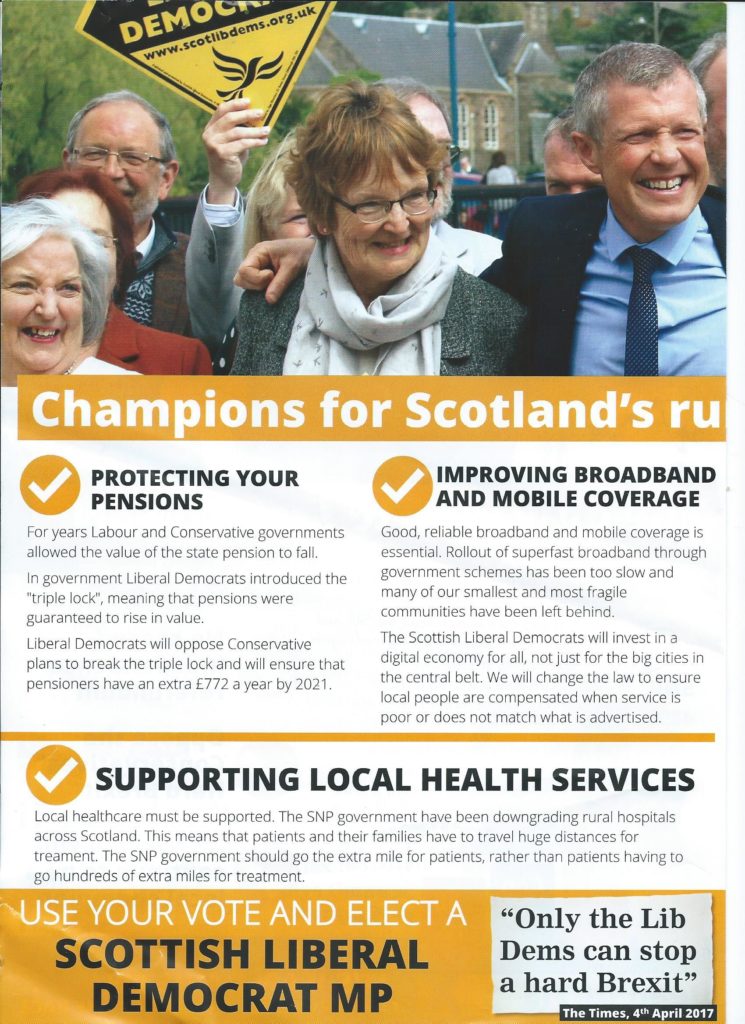 DEMOCRA
www.scotlibdems.org.uk
Champions for Scotland's ru
PROTECTING YOUR
PENSIONS
For years Labour and Conservative governments
allowed the value of the state pension to fall.
In government Liberal Democrats introduced the
"triple lock", meaning that pensions were
guaranteed to rise in value.
Liberal Democrats will oppose Conservative
plans to break the triple lock and will ensure that
pensioners have an extra £772 a year by 2021.
IMPROVING BROADBAND
AND MOBILE COVERAGE
Good, reliable broadband and mobile coverage is
essential. Rollout of superfast broadband through
government schemes has been too slow and
many of our smallest and most fragile
communities have been left behind.
The Scottish Liberal Democrats will invest in a
digital economy for all, not just for the big cities in
the central belt. We will change the law to ensure
local people are compensated when service is
poor or does not match what is advertised.
SUPPORTING LOCAL HEALTH SERVICES
Local healthcare must be supported. The SNP government have been downgrading rural hospitals
across Scotland. This means that patients and their families have to travel huge distances for
treament. The SNP government should go the extra mile for patients, rather than patients having to
go hundreds of extra miles for treatment.
USE YOUR VOTE AND ELECT A
SCOTTISH LIBERAL
DEMOCRAT MP
“Only the Lib
Dems can stop
a hard Brexit”
The Times, 4th April 2017